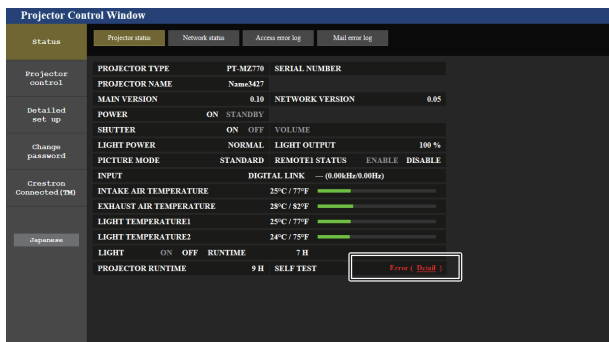 Projector Control Window
Status
Projector status
Network status
Access error log
Mail error log
Projector
control
Detailed
set up
Change
password
Crestron
Connected(TM)
Japanese
PROJECTOR TYPE PT-MZ770 SERIAL NUMBER
PROJECTOR NAME Name3427
MAIN VERSION 0.10 NETWORK VERSION 0.05
POWER ON STANDBY
SHUTTER ON OFF VOLUME
LIGHT POWER NORMAL LIGHT OUTPUT 100 %
PICTURE MODE STANDARD REMOTE1 STATUS ENABLE DISABLE
INPUT DIGITAL LINK --- (0.00kHz/0.00Hz)
INTAKE AIR TEMPERATURE 25°C / 77°F
EXHAUST AIR TEMPERATURE 28°C / 82°F
LIGHT TEMPERATURE1 25°C / 77°F
LIGHT TEMPERATURE2 24°C / 75°F
LIGHT ON OFF RUNTIME 7 H
PROJECTOR RUNTIME 9 H SELF TEST Error ( Detail )